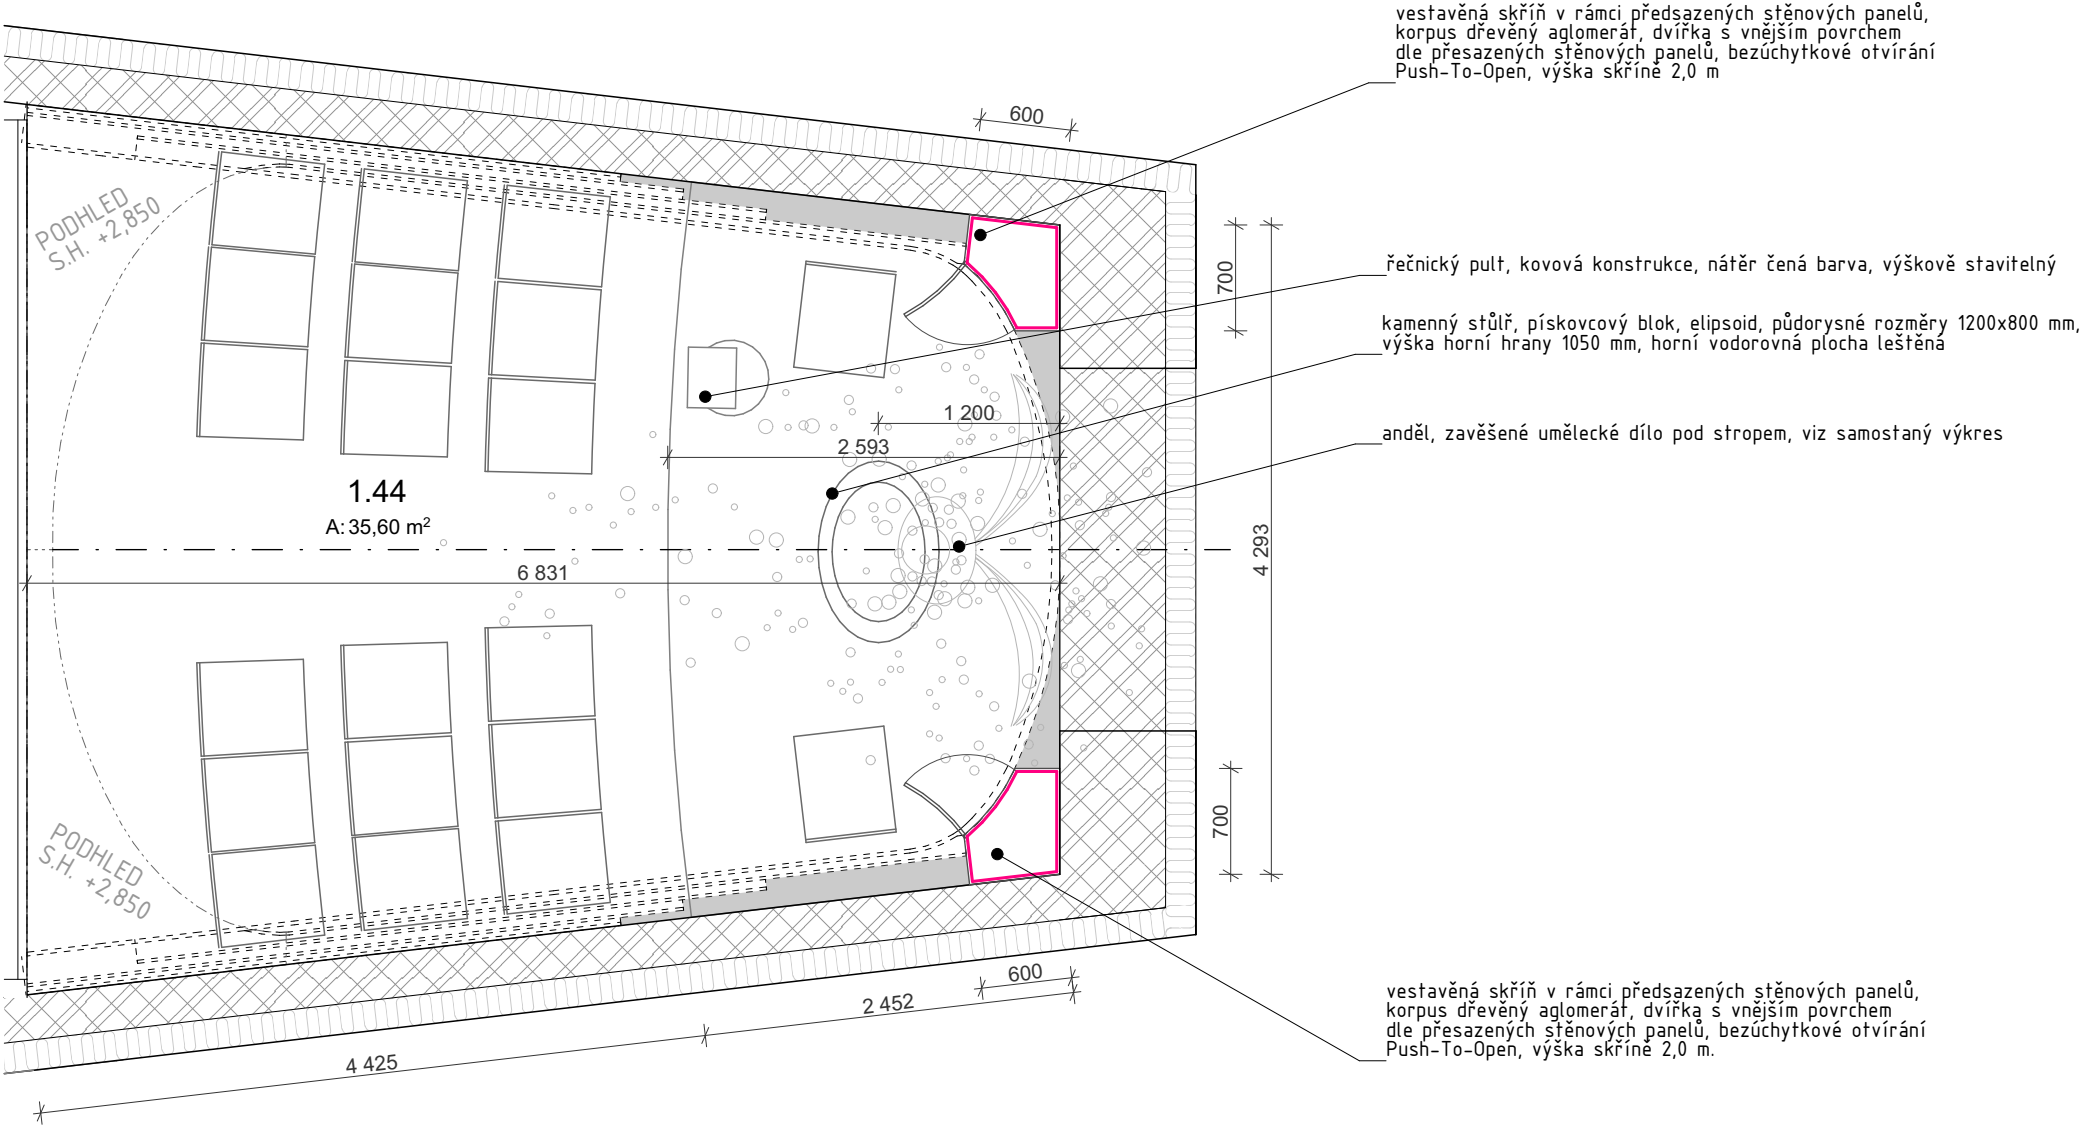 vestavěná skříň v rámci předsazených stěnových panelů,
korpus dřevěný aglomerát, dvířka s vnějším povrchem
dle přesazených stěnových panelů, bezúchytkové otvírání
Push-To-Open, výška skříně 2,0 m
600
PODHLED
S.H. +2,850
700
řečnický pult, kovová konstrukce, nátěr čená barva, výškově stavitelný
kamenný stůlř, pískovcový blok, elipsoid, půdorysné rozměry 1200x800 mm,
výška horní hrany 1050 mm, horní vodorovná plocha leštěná
1 200
2 593
anděl, zavěšené umělecké dílo pod stropem, viz samostaný výkres
1.44
A: 35,60 m²
4 293
6 831
700
PODHLED
S.H. +2,850
600
2 452
4 425
vestavěná skříň v rámci předsazených stěnových panelů,
korpus dřevěný aglomerát, dvířka s vnějším povrchem
dle přesazených stěnových panelů, bezúchytkové otvírání
Push-To-Open, výška skříně 2,0 m.